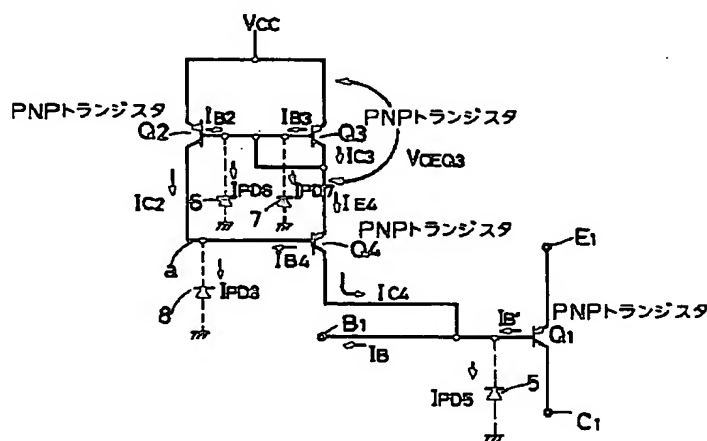 Vcc
PNPトランジスタ
IB2
IB3
PNPトランジスタ
Q2
Q3
IC3
VCEQ3
IC2
6
IPD6
7
IPD7
IE4
PNPトランジスタ
Q4
a
IB4
E1
8
IPD3
IC4
B1
IB'
PNPトランジスタ
Q1
IB
IPD5
5
C1